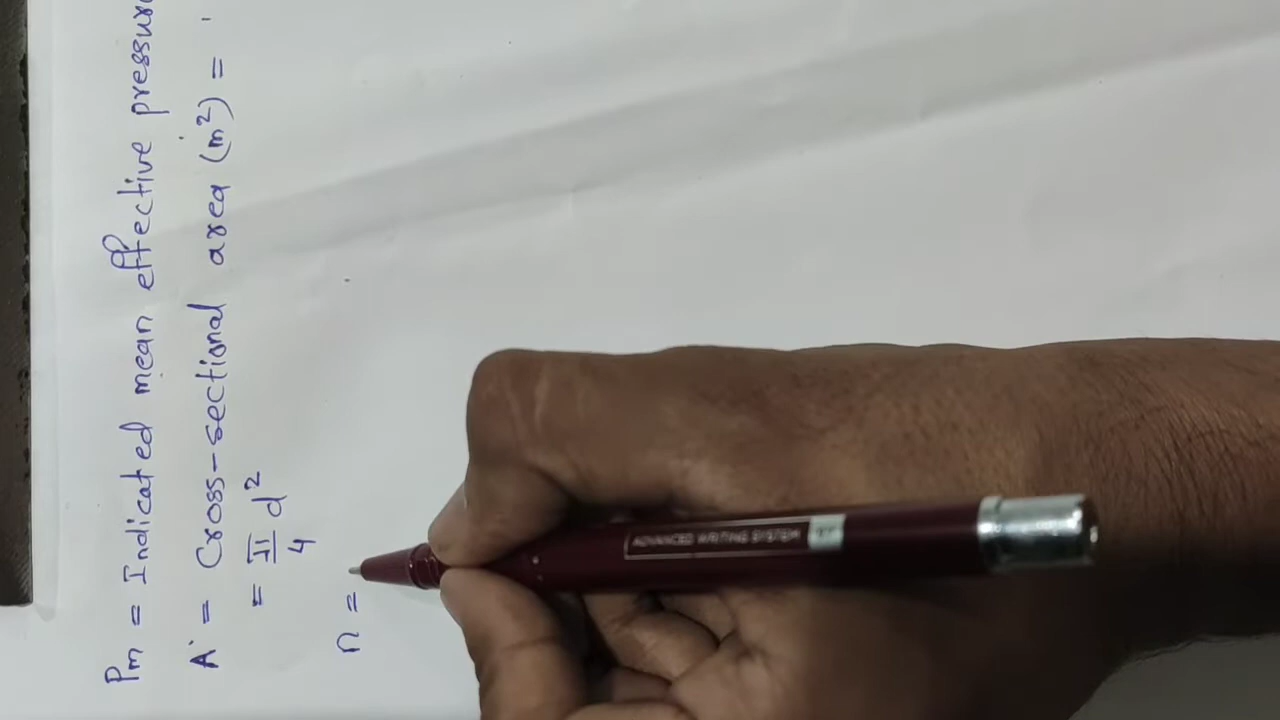 Pm = Indicated mean effective pressure
A = Cross-sectional area (m²) =
= π/4 d²
n =
ADVANCED WRITING SYSTEM